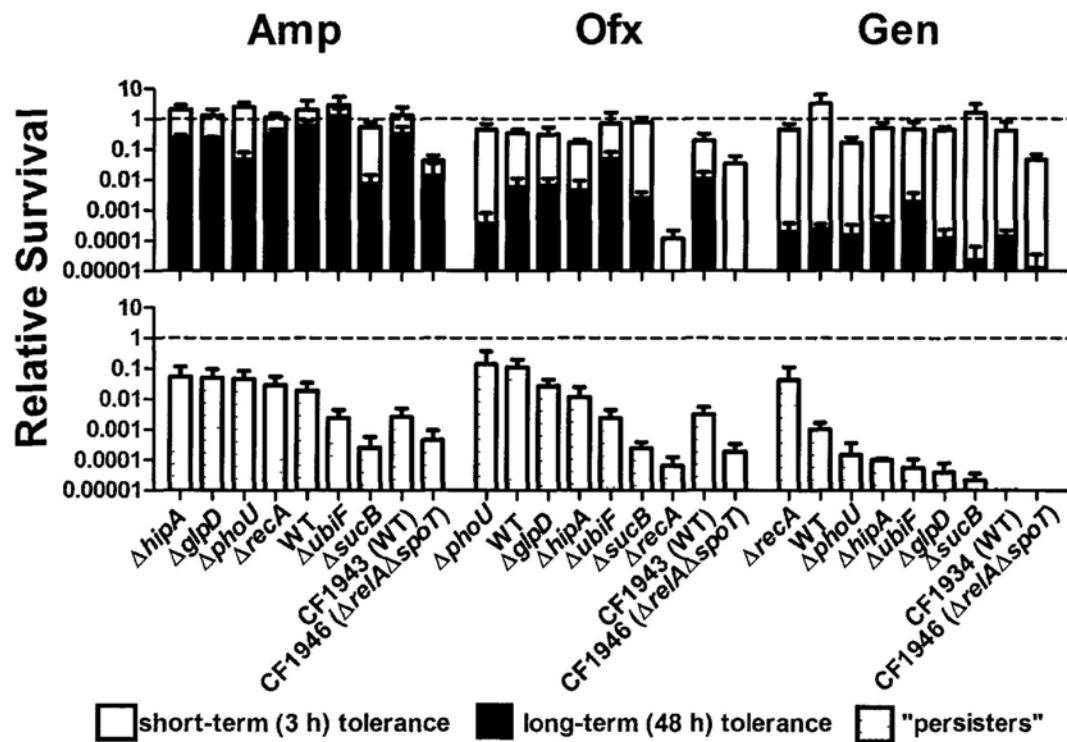 Amp Ofx Gen
Relative Survival
10
1
0.1
0.01
0.001
0.0001
0.00001
10
1
0.1
0.01
0.001
0.0001
0.00001
ΔhipA
ΔglpD
ΔphoU
ΔrecA
WT
ΔubiF
ΔsucB
CF1943 (WT)
CF1946 (ΔrelAΔspoT)
ΔphoU
WT
ΔglpD
ΔhipA
ΔubiF
ΔsucB
ΔrecA
CF1943 (WT)
CF1946 (ΔrelAΔspoT)
ΔrecA
WT
ΔphoU
ΔhipA
ΔubiF
ΔglpD
ΔsucB
CF1934 (WT)
CF1946 (ΔrelAΔspoT)
short-term (3 h) tolerance long-term (48 h) tolerance "persisters"